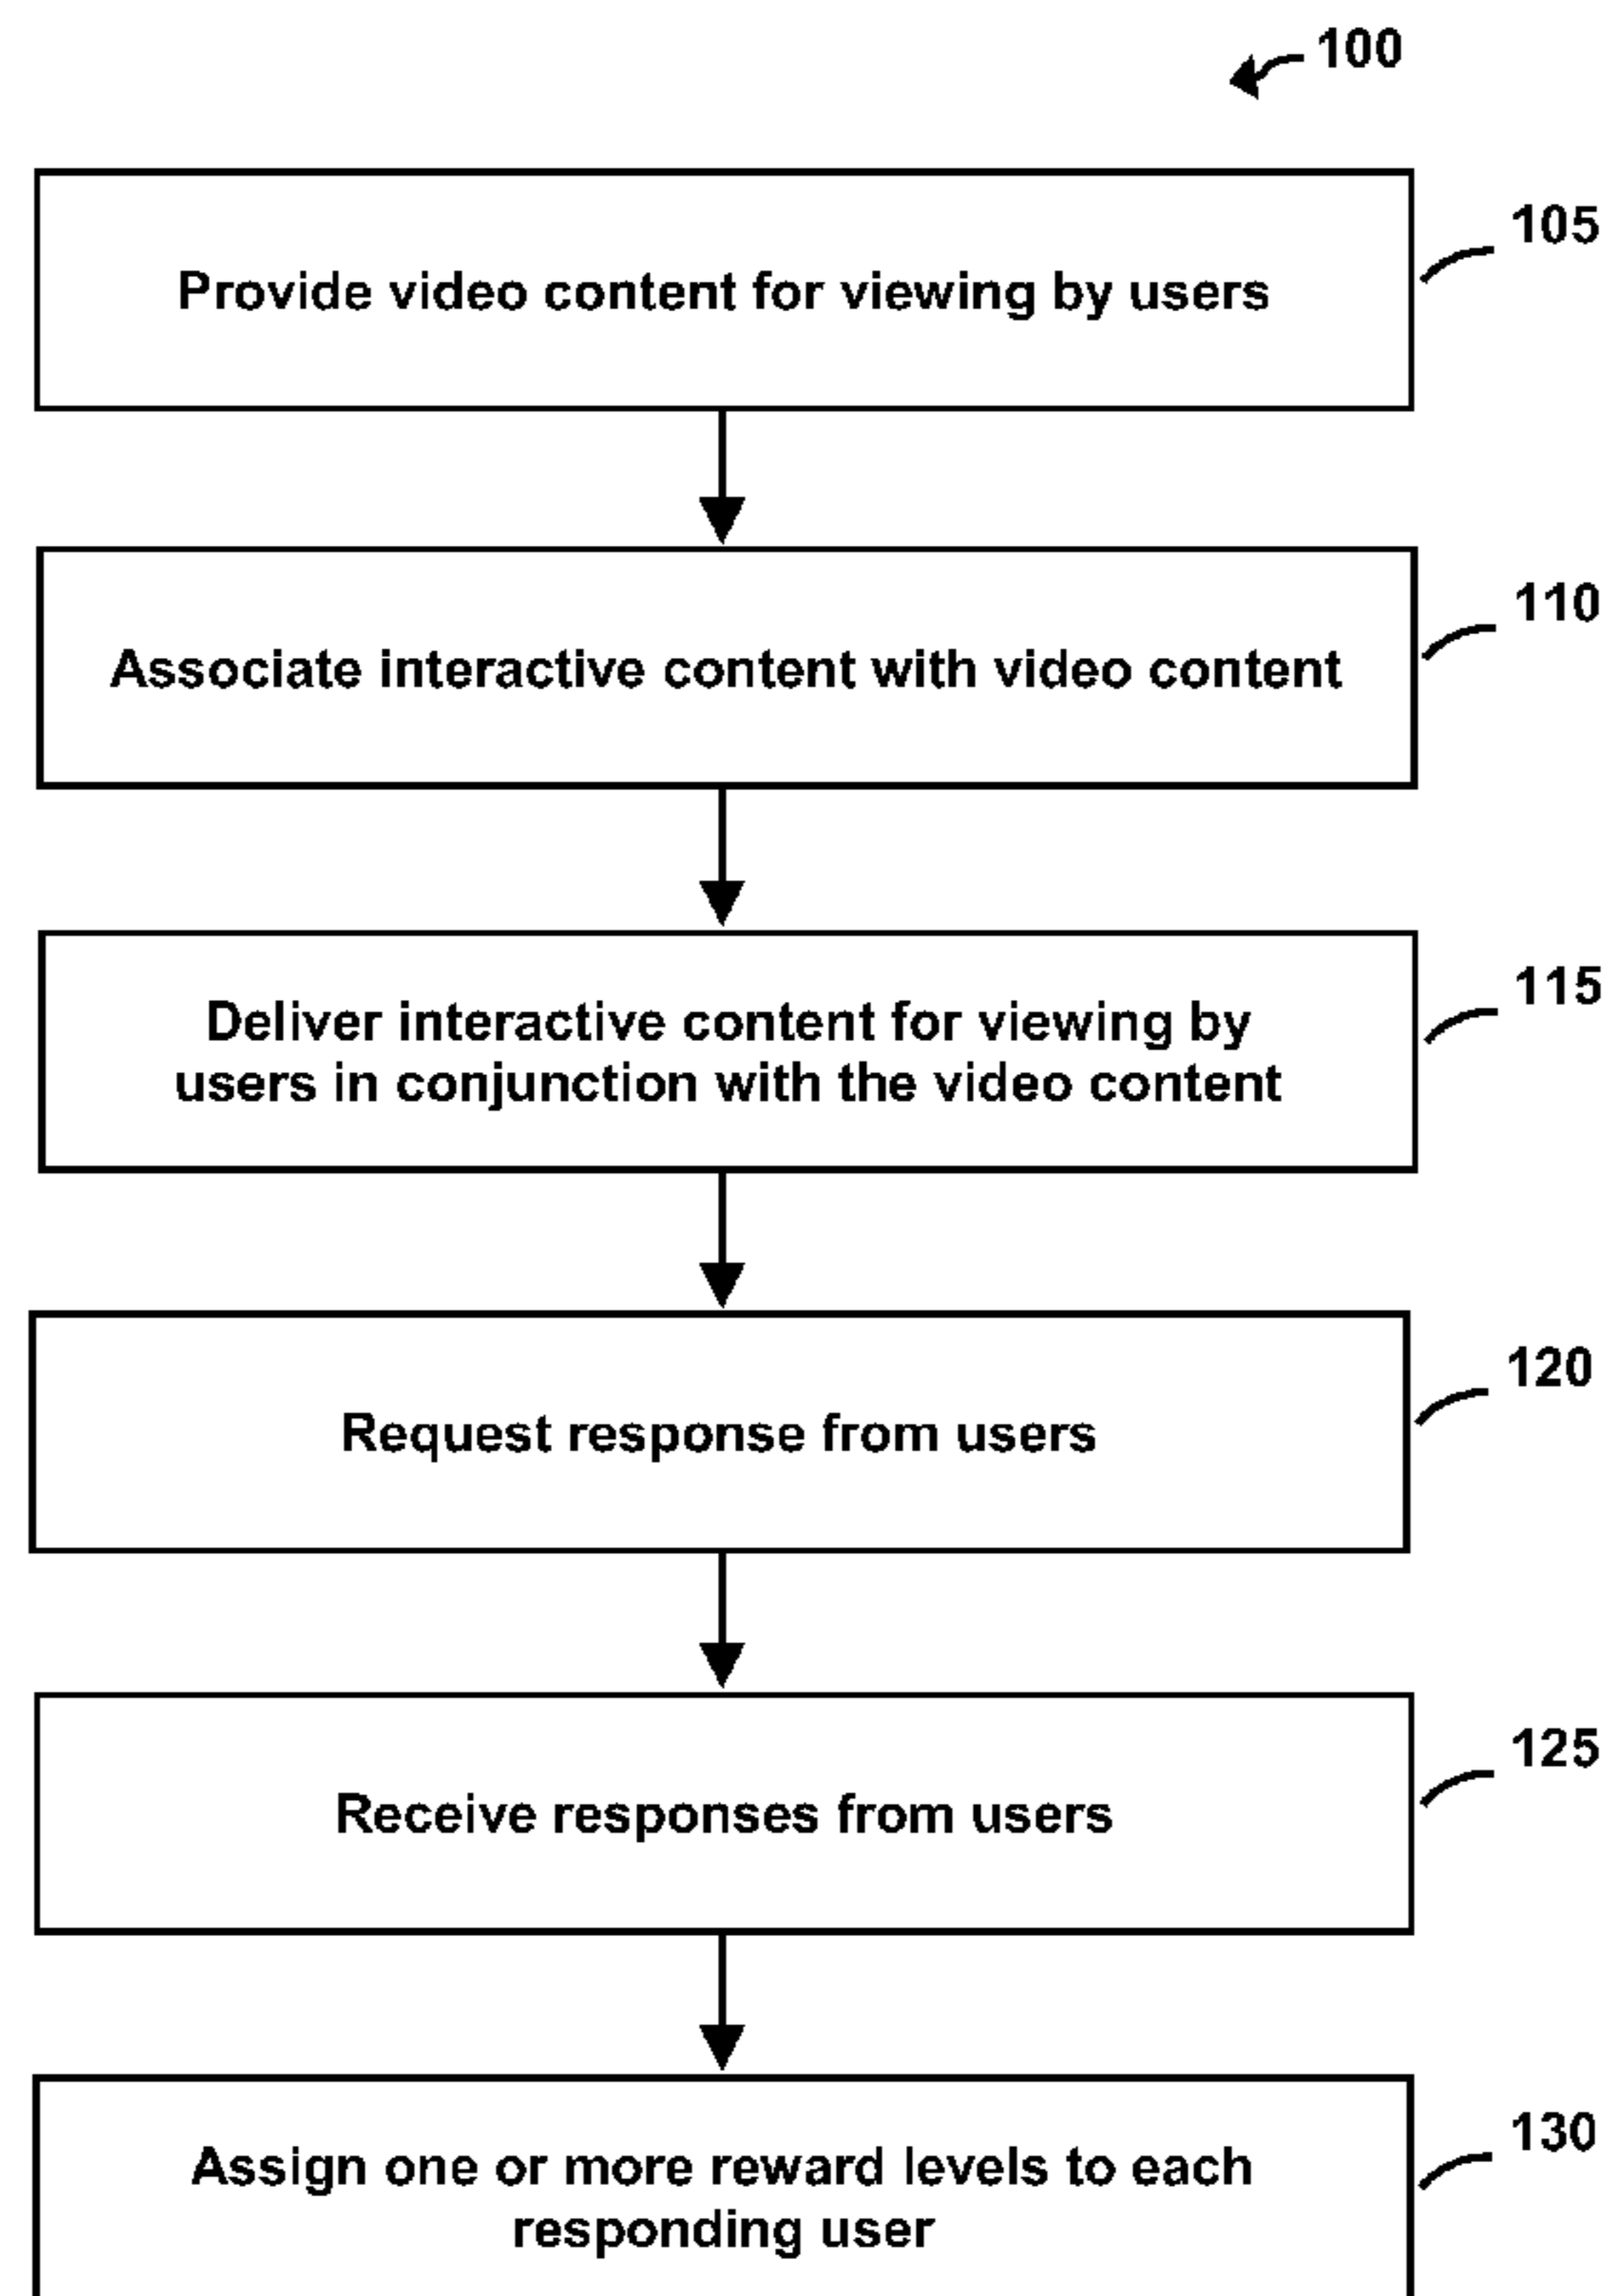 100
105
Provide video content for viewing by users
110
Associate interactive content with video content
115
Deliver interactive content for viewing by
users in conjunction with the video content
120
Request response from users
125
Receive responses from users
130
Assign one or more reward levels to each
responding user